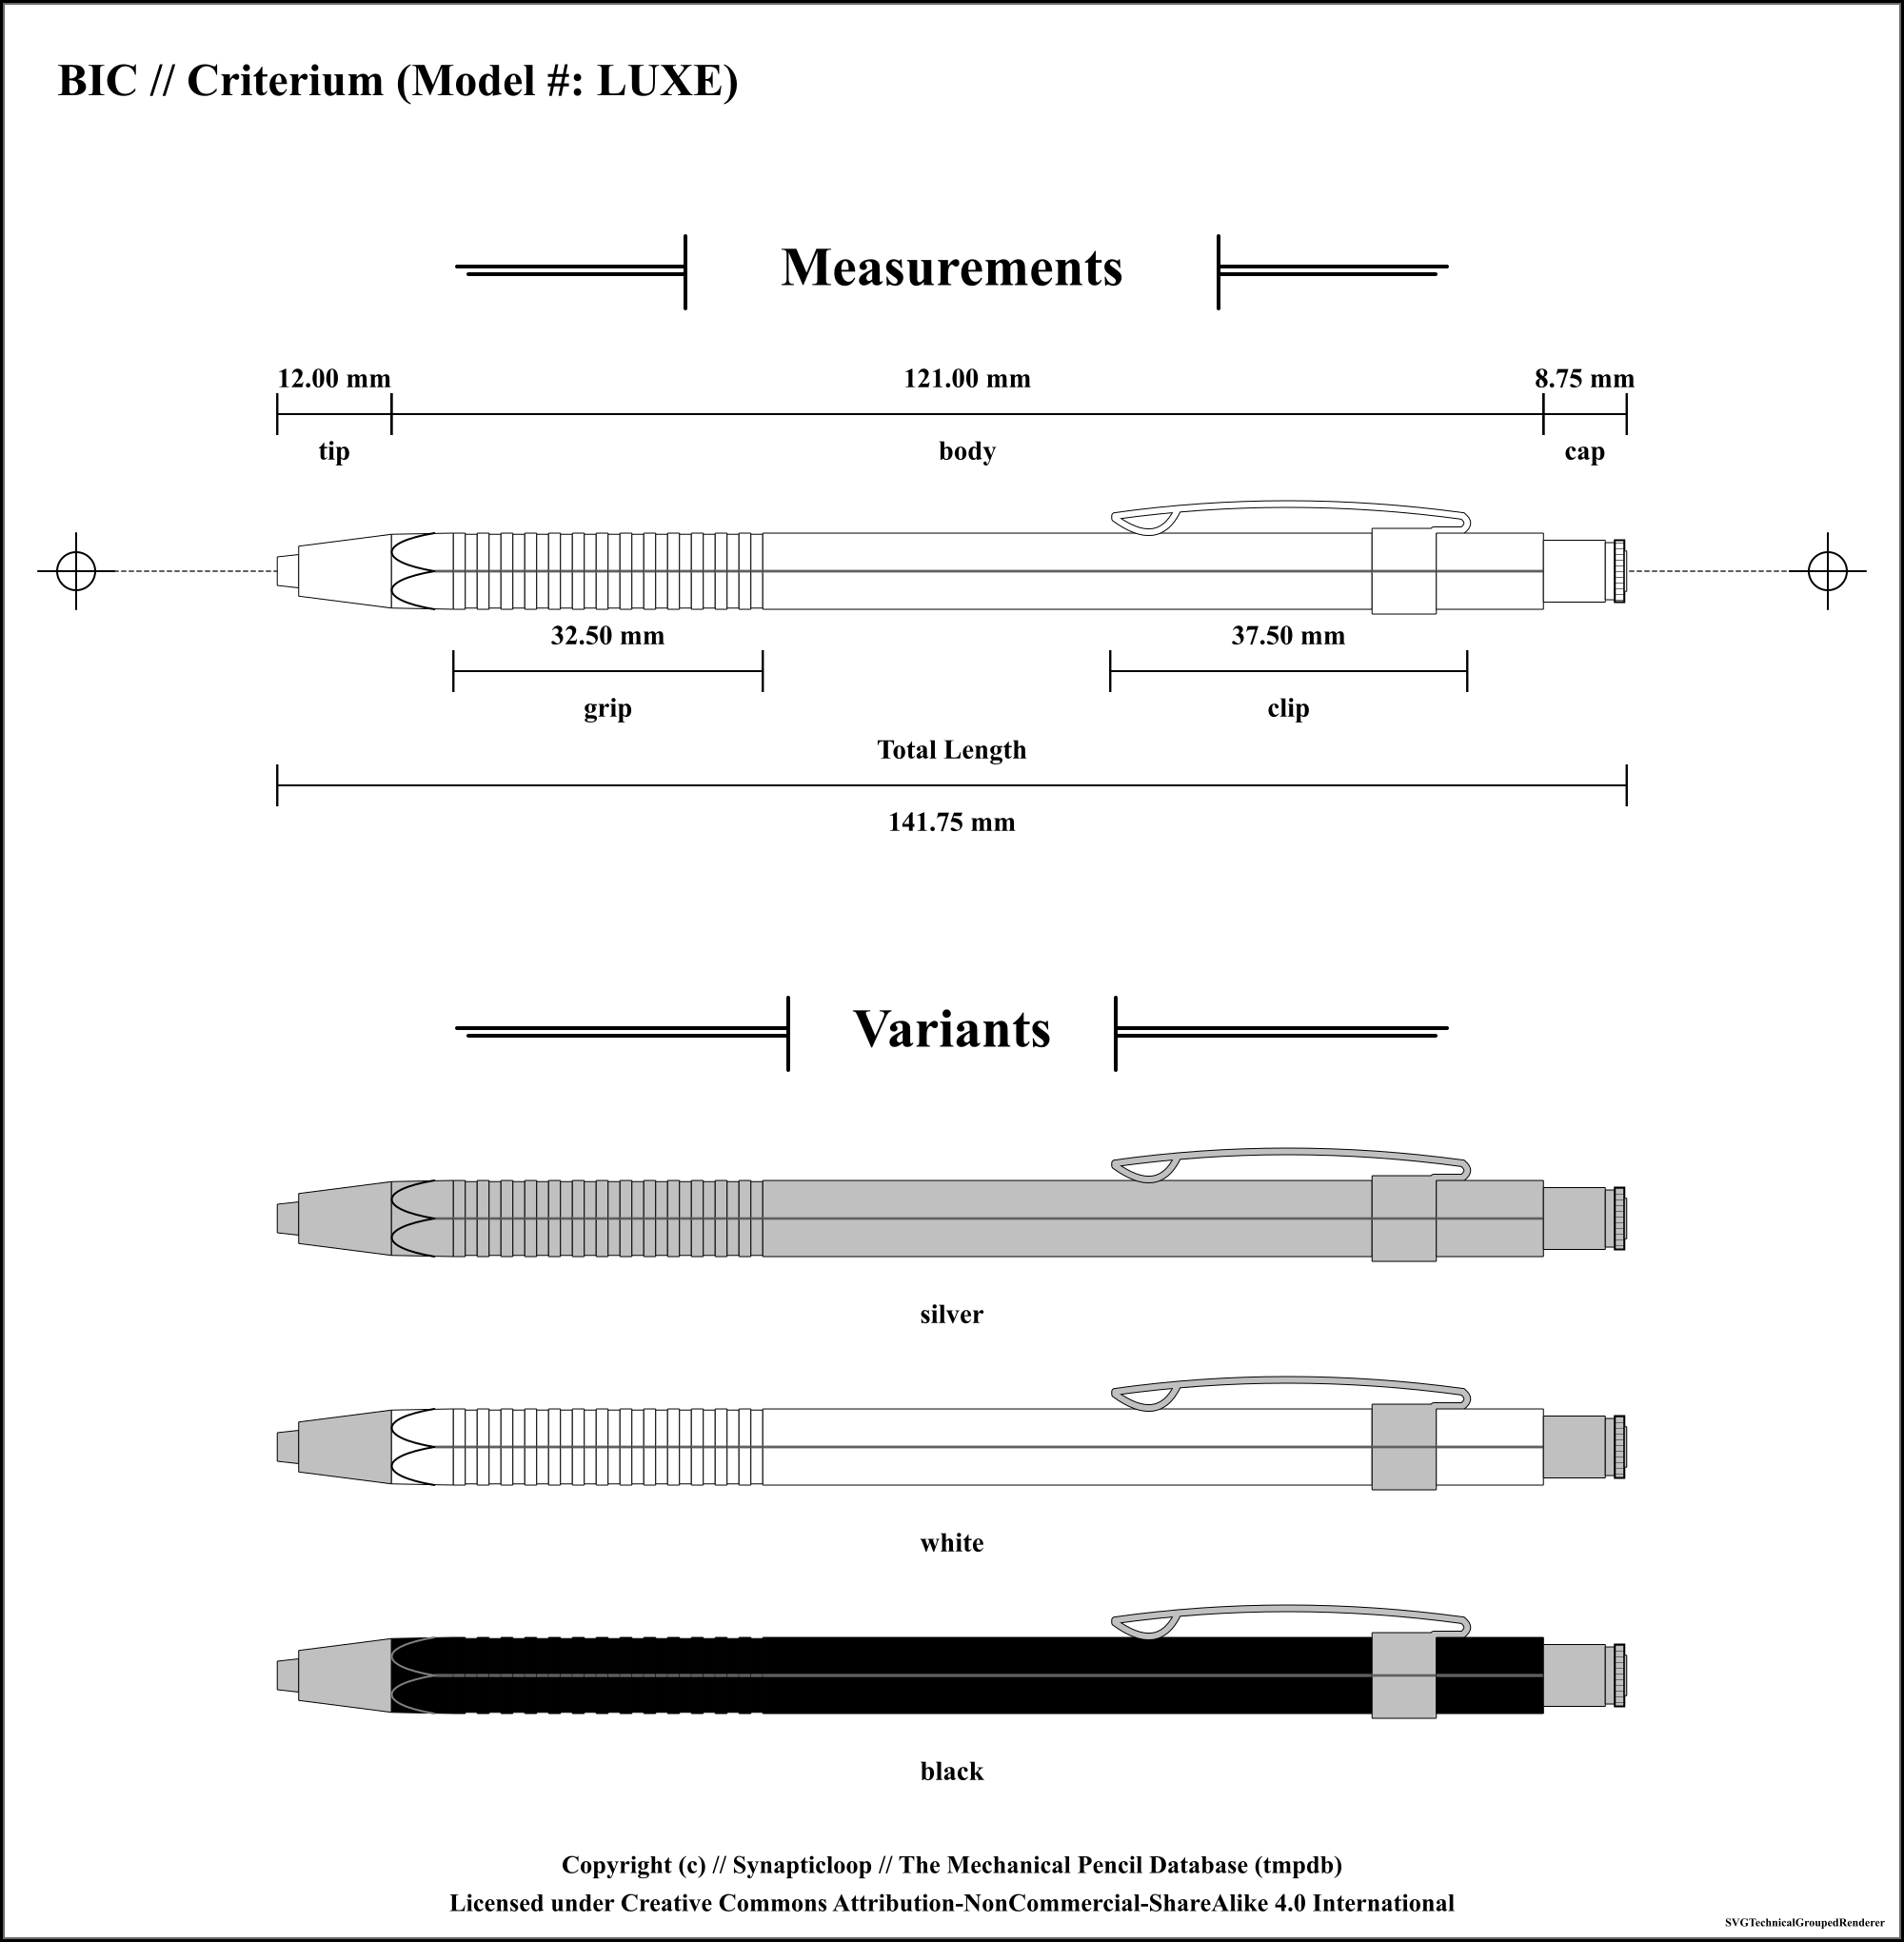 BIC // Criterium (Model #: LUXE)
Measurements
12.00 mm
121.00 mm
8.75 mm
tip
body
cap
32.50 mm
37.50 mm
grip
clip
Total Length
141.75 mm
Variants
silver
white
black
Copyright (c) // Synapticloop // The Mechanical Pencil Database (tmpdb)
Licensed under Creative Commons Attribution-NonCommercial-ShareAlike 4.0 International
SVGTechnicalGroupedRenderer